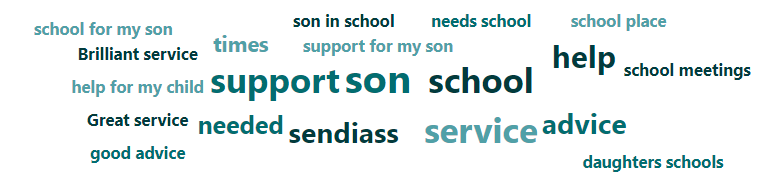 son in school needs school school place
school for my son
times support for my son
Brilliant service
help
school meetings
help for my child support son school
Great service
needed sendiass service advice
good advice
daughters schools